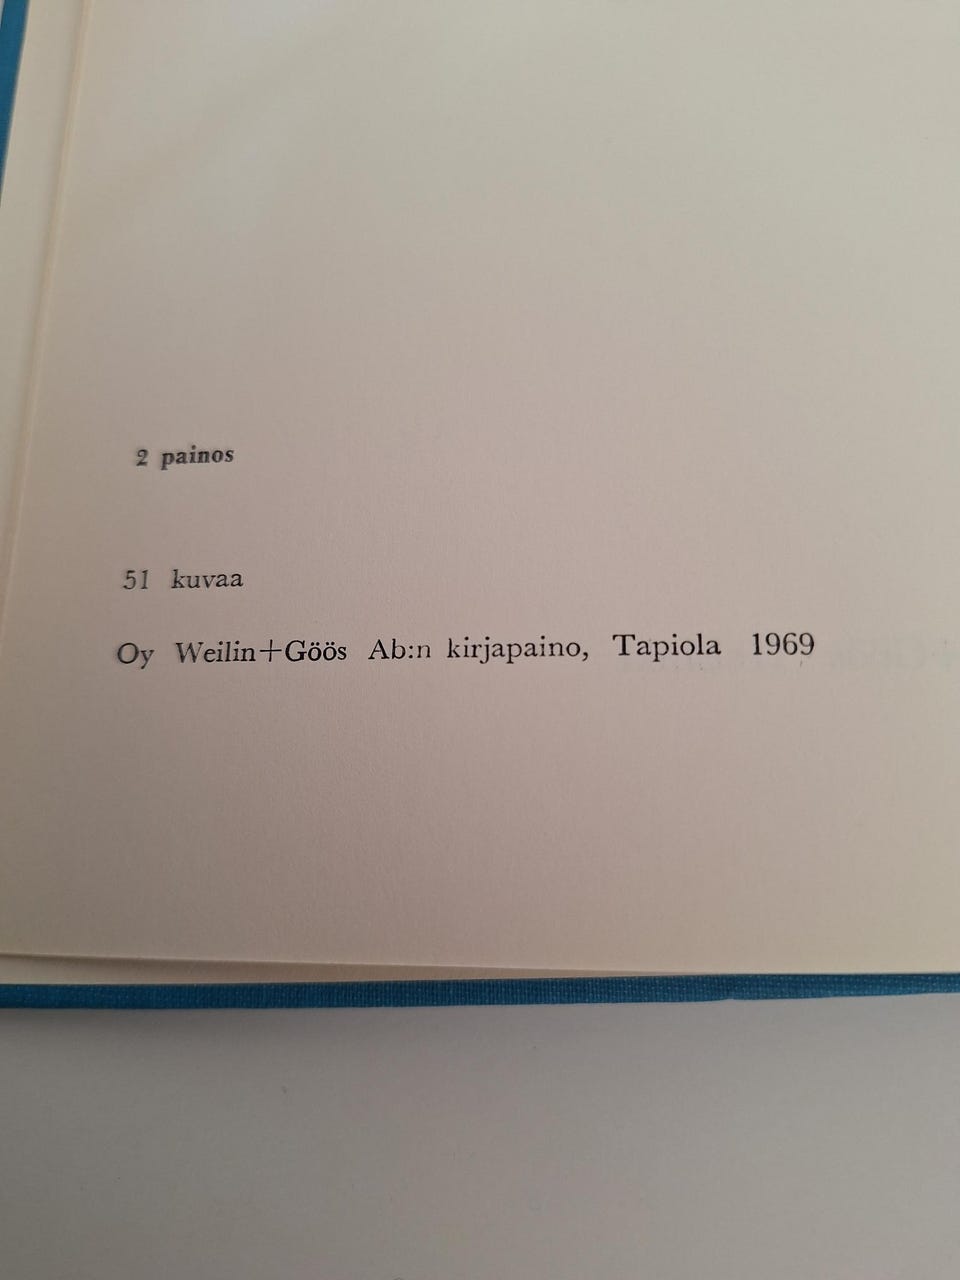 2 painos
51 kuvaa
Oy Weilin+Göös Ab:n kirjapaino, Tapiola 1969